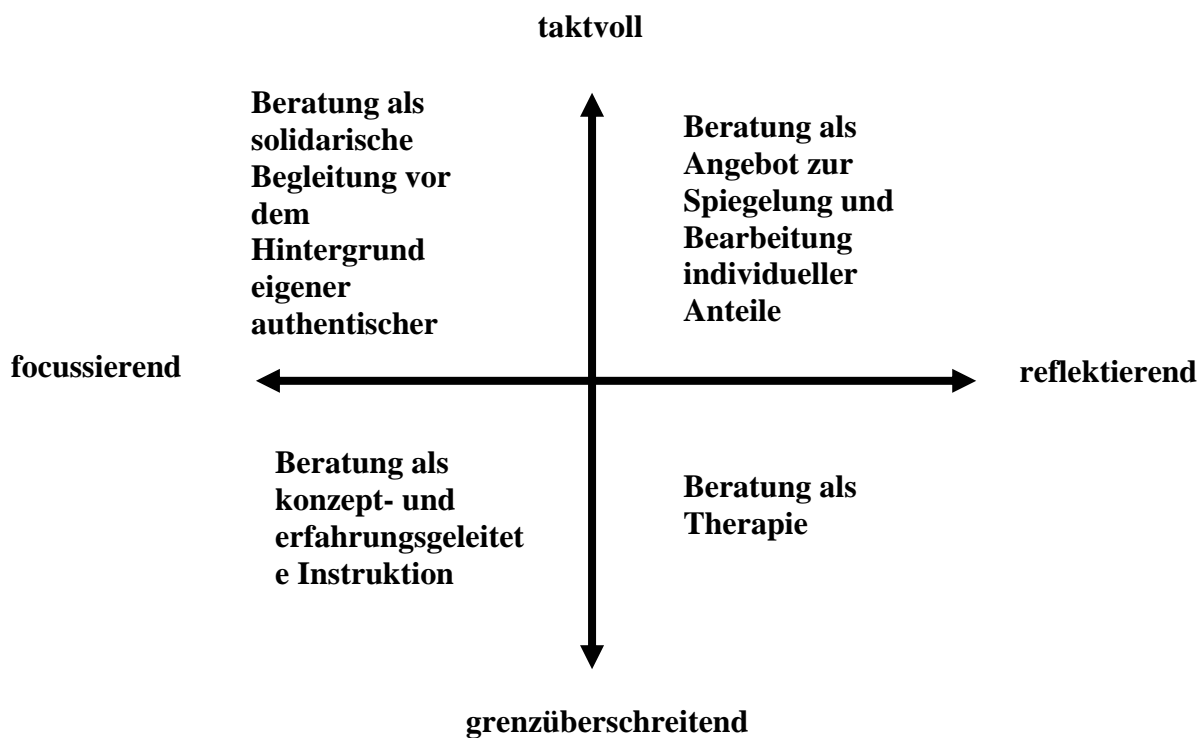 taktvoll
Beratung als
solidarische
Begleitung vor
dem
Hintergrund
eigener
authentischer
Beratung als
Angebot zur
Spiegelung und
Bearbeitung
individueller
Anteile
focussierend
reflektierend
Beratung als
konzept- und
erfahrungsgeleitet
e Instruktion
Beratung als
Therapie
grenzüberschreitend